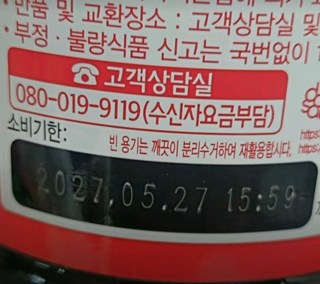 · 반품 및 교환장소 : 고객상담실 및
· 부정 · 불량식품 신고는 국번없이
☎ 고객상담실
080-019-9119(수신자요금부담)
소비기한:
빈 용기는 깨끗이 분리수거하여 재활용합시다.
2027.05.27 15:59